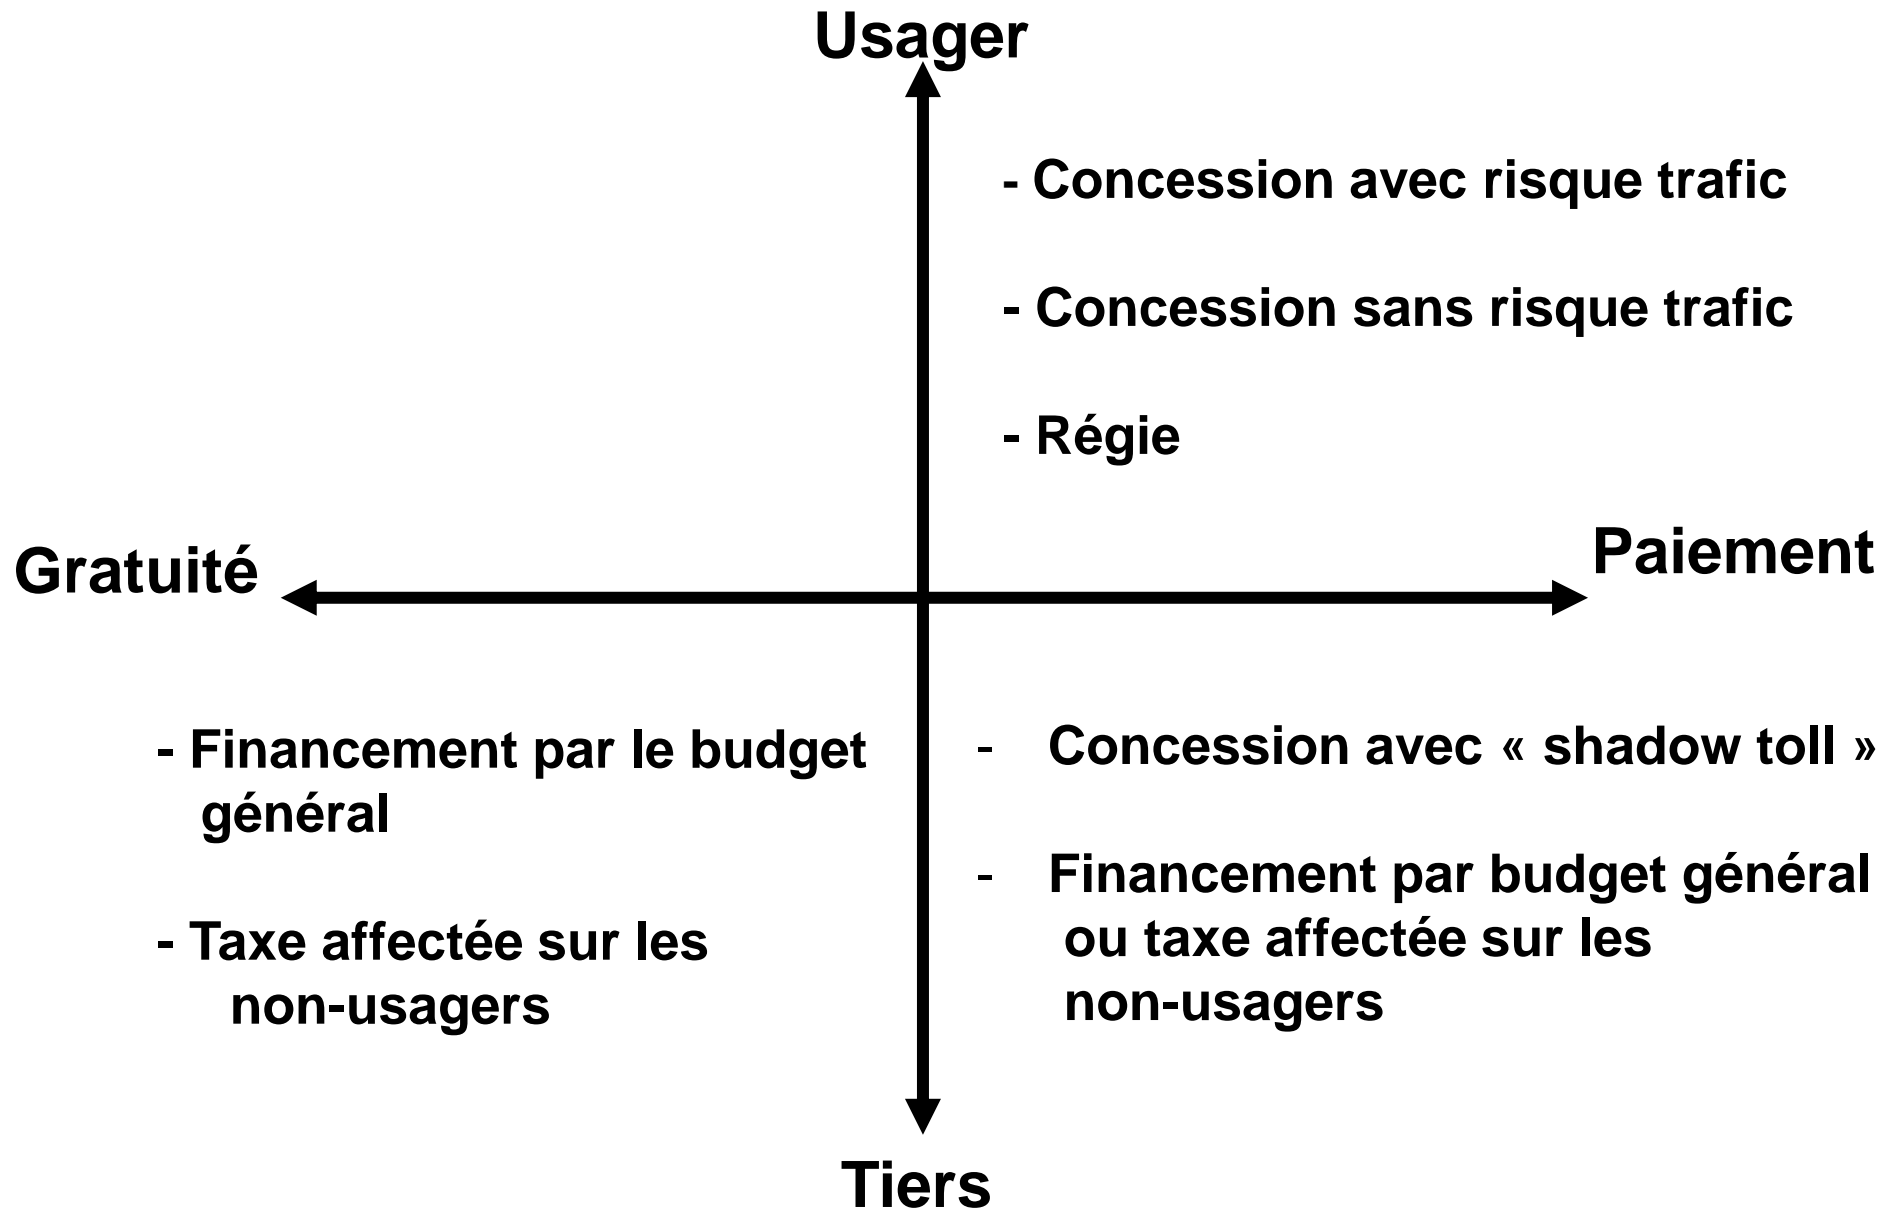 Usager
- Concession avec risque trafic
- Concession sans risque trafic
- Régie
Gratuité
Paiement
- Financement par le budget
général
- Taxe affectée sur les
non-usagers
- Concession avec « shadow toll »
- Financement par budget général
ou taxe affectée sur les
non-usagers
Tiers